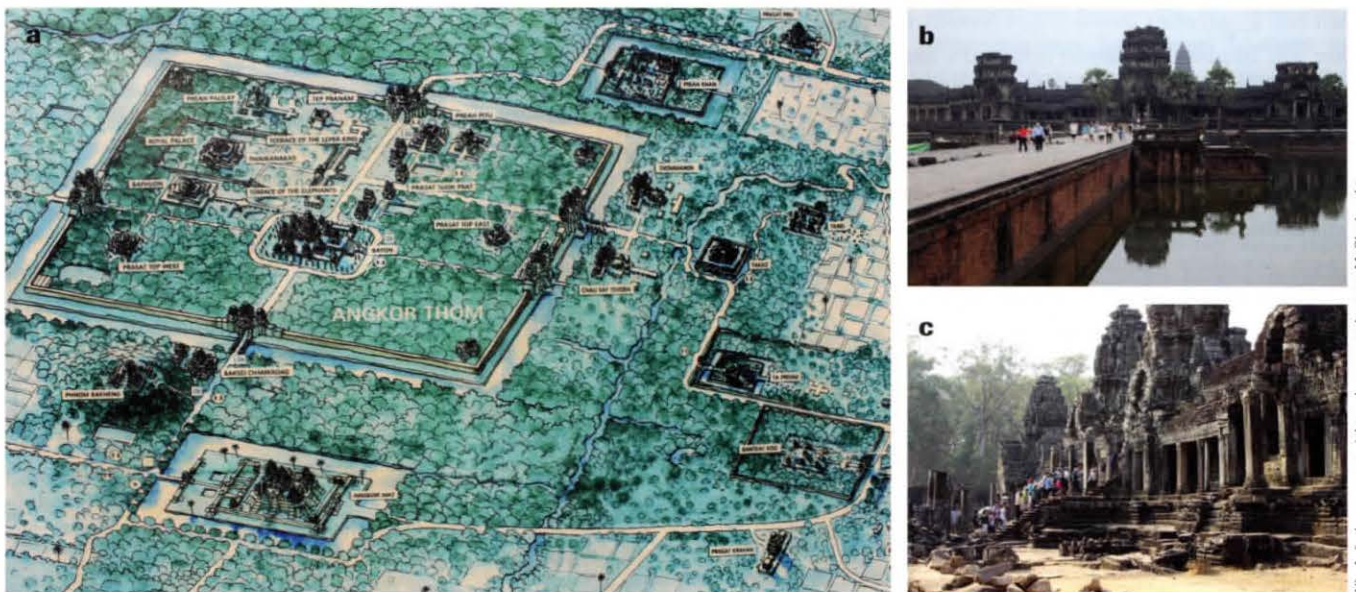 a
PREAH PALILAY
TEP PRANAM
PREAH PITU
ROYAL PALACE
TERRACE OF THE LEPER KING
PHIMEANAKAS
BAPHUON
TERRACE OF THE ELEPHANTS
PRASAT SUOR PRAT
PRASAT TOP EAST
PRASAT TOP WEST
BAYON
ANGKOR THOM
PREAH KHAN
THOMMANON
CHAU SAY TEVODA
TAKEO
TA PROHM
BANTEAY KDEI
BAKSEI CHAMKRONG
PHNOM BAKHENG
ANGKOR WAT
PRASAT KRAVAN
b
c